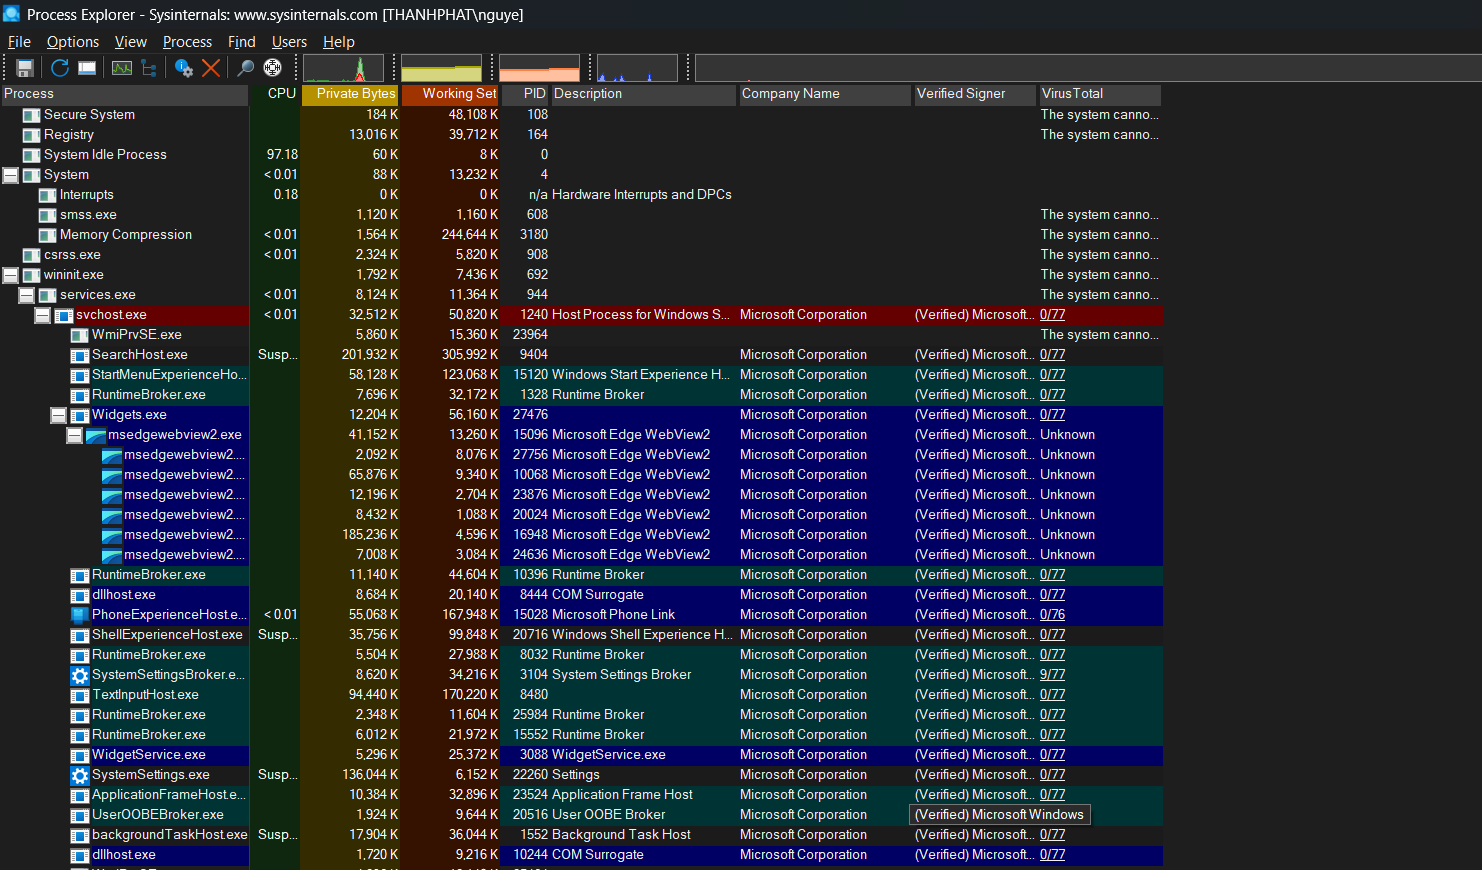 Process Explorer - Sysinternals: www.sysinternals.com [THANHPHAT\nguye]
File Options View Process Find Users Help
Process CPU Private Bytes Working Set PID Description Company Name Verified Signer VirusTotal
Secure System 184 K 48,108 K 108 The system canno...
Registry 13,016 K 39,712 K 164 The system canno...
System Idle Process 97.18 60 K 8 K 0
System < 0.01 88 K 13,232 K 4
Interrupts 0.18 0 K 0 K n/a Hardware Interrupts and DPCs
smss.exe 1,120 K 1,160 K 608 The system canno...
Memory Compression < 0.01 1,564 K 244,644 K 3180 The system canno...
csrss.exe < 0.01 2,324 K 5,820 K 908 The system canno...
wininit.exe 1,792 K 7,436 K 692 The system canno...
services.exe < 0.01 8,124 K 11,364 K 944 The system canno...
svchost.exe < 0.01 32,512 K 50,820 K 1240 Host Process for Windows S... Microsoft Corporation (Verified) Microsoft... 0/77
WmiPrvSE.exe 5,860 K 15,360 K 23964 The system canno...
SearchHost.exe Susp... 201,932 K 305,992 K 9404 Microsoft Corporation (Verified) Microsoft... 0/77
StartMenuExperienceHo... 58,128 K 123,068 K 15120 Windows Start Experience H... Microsoft Corporation (Verified) Microsoft... 0/77
RuntimeBroker.exe 7,696 K 32,172 K 1328 Runtime Broker Microsoft Corporation (Verified) Microsoft... 0/77
Widgets.exe 12,204 K 56,160 K 27476 Microsoft Corporation (Verified) Microsoft... 0/77
msedgewebview2.exe 41,152 K 13,260 K 15096 Microsoft Edge WebView2 Microsoft Corporation (Verified) Microsoft... Unknown
msedgewebview2.... 2,092 K 8,076 K 27756 Microsoft Edge WebView2 Microsoft Corporation (Verified) Microsoft... Unknown
msedgewebview2.... 65,876 K 9,340 K 10068 Microsoft Edge WebView2 Microsoft Corporation (Verified) Microsoft... Unknown
msedgewebview2.... 12,196 K 2,704 K 23876 Microsoft Edge WebView2 Microsoft Corporation (Verified) Microsoft... Unknown
msedgewebview2.... 8,432 K 1,088 K 20024 Microsoft Edge WebView2 Microsoft Corporation (Verified) Microsoft... Unknown
msedgewebview2.... 185,236 K 4,596 K 16948 Microsoft Edge WebView2 Microsoft Corporation (Verified) Microsoft... Unknown
msedgewebview2.... 7,008 K 3,084 K 24636 Microsoft Edge WebView2 Microsoft Corporation (Verified) Microsoft... Unknown
RuntimeBroker.exe 11,140 K 44,604 K 10396 Runtime Broker Microsoft Corporation (Verified) Microsoft... 0/77
dllhost.exe 8,684 K 20,140 K 8444 COM Surrogate Microsoft Corporation (Verified) Microsoft... 0/77
PhoneExperienceHost.e... < 0.01 55,068 K 167,948 K 15028 Microsoft Phone Link Microsoft Corporation (Verified) Microsoft... 0/76
ShellExperienceHost.exe Susp... 35,756 K 99,848 K 20716 Windows Shell Experience H... Microsoft Corporation (Verified) Microsoft... 0/77
RuntimeBroker.exe 5,504 K 27,988 K 8032 Runtime Broker Microsoft Corporation (Verified) Microsoft... 0/77
SystemSettingsBroker.e... 8,620 K 34,216 K 3104 System Settings Broker Microsoft Corporation (Verified) Microsoft... 9/77
TextInputHost.exe 94,440 K 170,220 K 8480 Microsoft Corporation (Verified) Microsoft... 0/77
RuntimeBroker.exe 2,348 K 11,604 K 25984 Runtime Broker Microsoft Corporation (Verified) Microsoft... 0/77
RuntimeBroker.exe 6,012 K 21,972 K 15552 Runtime Broker Microsoft Corporation (Verified) Microsoft... 0/77
WidgetService.exe 5,296 K 25,372 K 3088 WidgetService.exe Microsoft Corporation (Verified) Microsoft... 0/77
SystemSettings.exe Susp... 136,044 K 6,152 K 22260 Settings Microsoft Corporation (Verified) Microsoft... 0/77
ApplicationFrameHost.e... 10,384 K 32,896 K 23524 Application Frame Host Microsoft Corporation (Verified) Microsoft... 0/77
UserOOBEBroker.exe 1,924 K 9,644 K 20516 User OOBE Broker Microsoft Corporation (Verified) Microsoft Windows
backgroundTaskHost.exe Susp... 17,904 K 36,044 K 1552 Background Task Host Microsoft Corporation (Verified) Microsoft... 0/77
dllhost.exe 1,720 K 9,216 K 10244 COM Surrogate Microsoft Corporation (Verified) Microsoft... 0/77